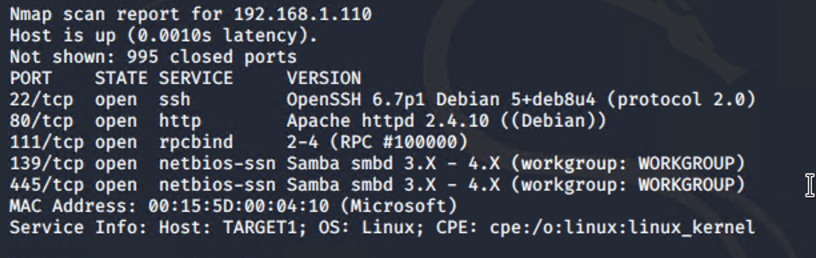 Nmap scan report for 192.168.1.110
Host is up (0.0010s latency).
Not shown: 995 closed ports
PORT    STATE SERVICE     VERSION
22/tcp  open  ssh         OpenSSH 6.7p1 Debian 5+deb8u4 (protocol 2.0)
80/tcp  open  http        Apache httpd 2.4.10 ((Debian))
111/tcp open  rpcbind     2-4 (RPC #100000)
139/tcp open  netbios-ssn Samba smbd 3.X - 4.X (workgroup: WORKGROUP)
445/tcp open  netbios-ssn Samba smbd 3.X - 4.X (workgroup: WORKGROUP)
MAC Address: 00:15:5D:00:04:10 (Microsoft)
Service Info: Host: TARGET1; OS: Linux; CPE: cpe:/o:linux:linux_kernel